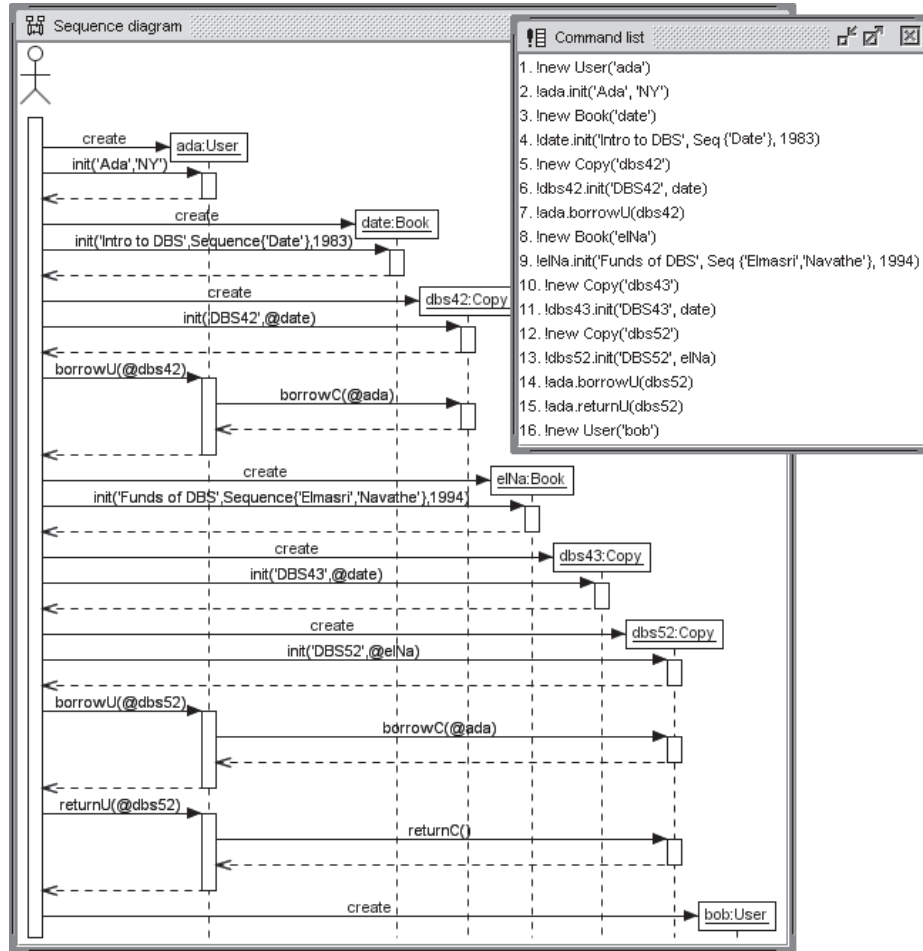 Sequence diagram
create
ada:User
init('Ada','NY')
create
date:Book
init('Intro to DBS',Sequence{'Date'},1983)
create
dbs42:Copy
init('DBS42',@date)
borrowU(@dbs42)
borrowC(@ada)
create
elNa:Book
init('Funds of DBS',Sequence{'Elmasri','Navathe'},1994)
create
dbs43:Copy
init('DBS43',@date)
create
dbs52:Copy
init('DBS52',@elNa)
borrowU(@dbs52)
borrowC(@ada)
returnU(@dbs52)
returnC()
create
bob:User
Command list
1. !new User('ada')
2. !ada.init('Ada', 'NY')
3. !new Book('date')
4. !date.init('Intro to DBS', Seq {'Date'}, 1983)
5. !new Copy('dbs42')
6. !dbs42.init('DBS42', date)
7. !ada.borrowU(dbs42)
8. !new Book('elNa')
9. !elNa.init('Funds of DBS', Seq {'Elmasri','Navathe'}, 1994)
10. !new Copy('dbs43')
11. !dbs43.init('DBS43', date)
12. !new Copy('dbs52')
13. !dbs52.init('DBS52', elNa)
14. !ada.borrowU(dbs52)
15. !ada.returnU(dbs52)
16. !new User('bob')